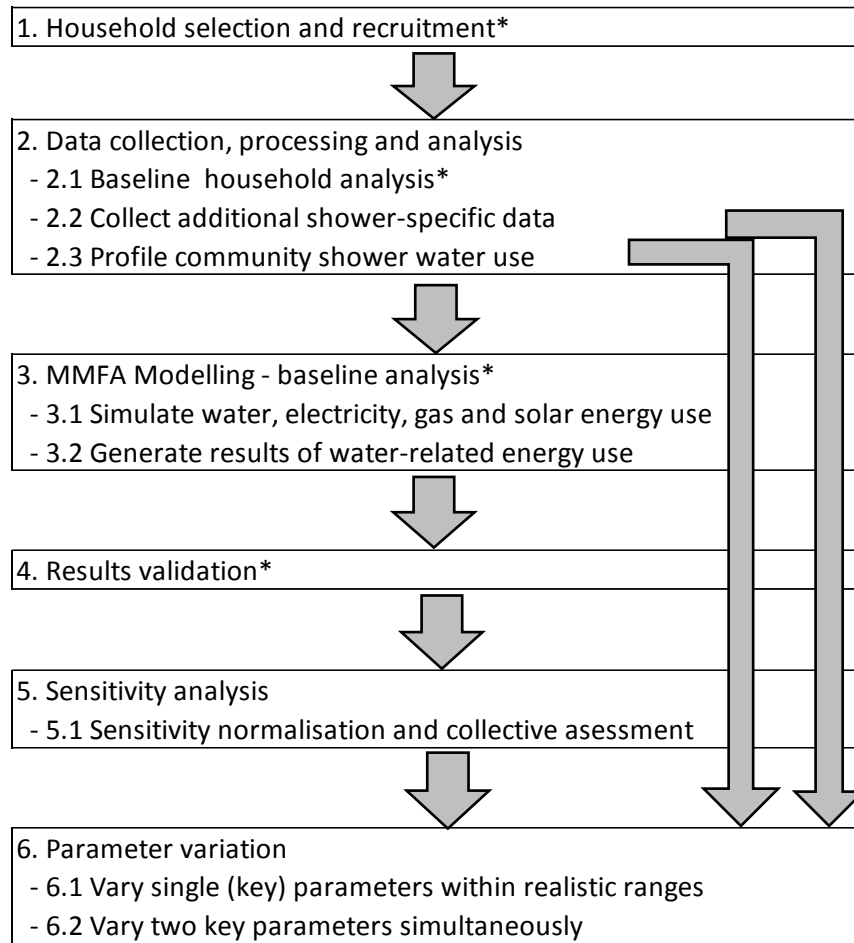 1. Household selection and recruitment*
2. Data collection, processing and analysis
- 2.1 Baseline household analysis*
- 2.2 Collect additional shower-specific data
- 2.3 Profile community shower water use
3. MMFA Modelling - baseline analysis*
- 3.1 Simulate water, electricity, gas and solar energy use
- 3.2 Generate results of water-related energy use
4. Results validation*
5. Sensitivity analysis
- 5.1 Sensitivity normalisation and collective asessment
6. Parameter variation
- 6.1 Vary single (key) parameters within realistic ranges
- 6.2 Vary two key parameters simultaneously